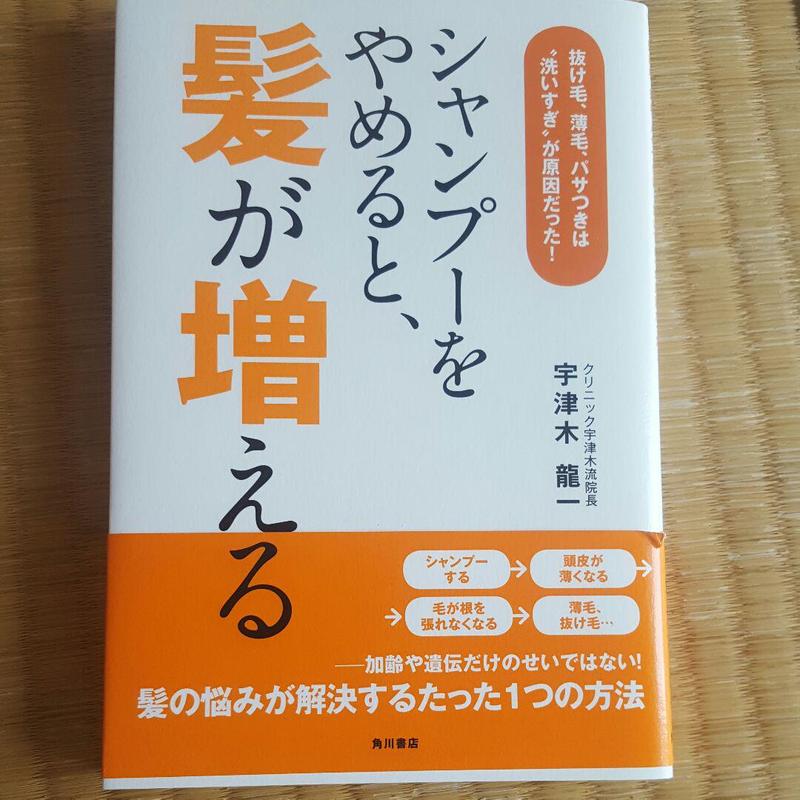 抜け毛、薄毛、パサつきは
“洗いすぎ”が原因だった!
シャンプーを
やめると、
髪が増える
クリニック宇津木流院長
宇津木 龍一
シャンプー
する
頭皮が
薄くなる
毛が根を
張れなくなる
薄毛、
抜け毛…
──加齢や遺伝だけのせいではない!
髪の悩みが解決するたった1つの方法
角川書店